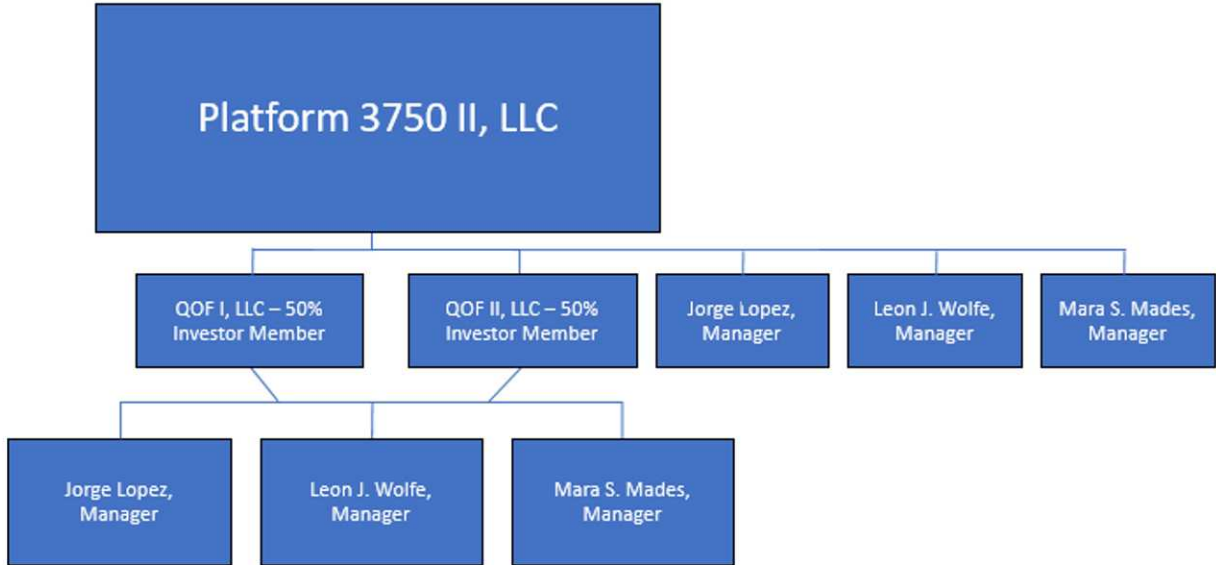 Platform 3750 II, LLC
QOF I, LLC – 50%
Investor Member
QOF II, LLC – 50%
Investor Member
Jorge Lopez,
Manager
Leon J. Wolfe,
Manager
Mara S. Mades,
Manager
Jorge Lopez,
Manager
Leon J. Wolfe,
Manager
Mara S. Mades,
Manager